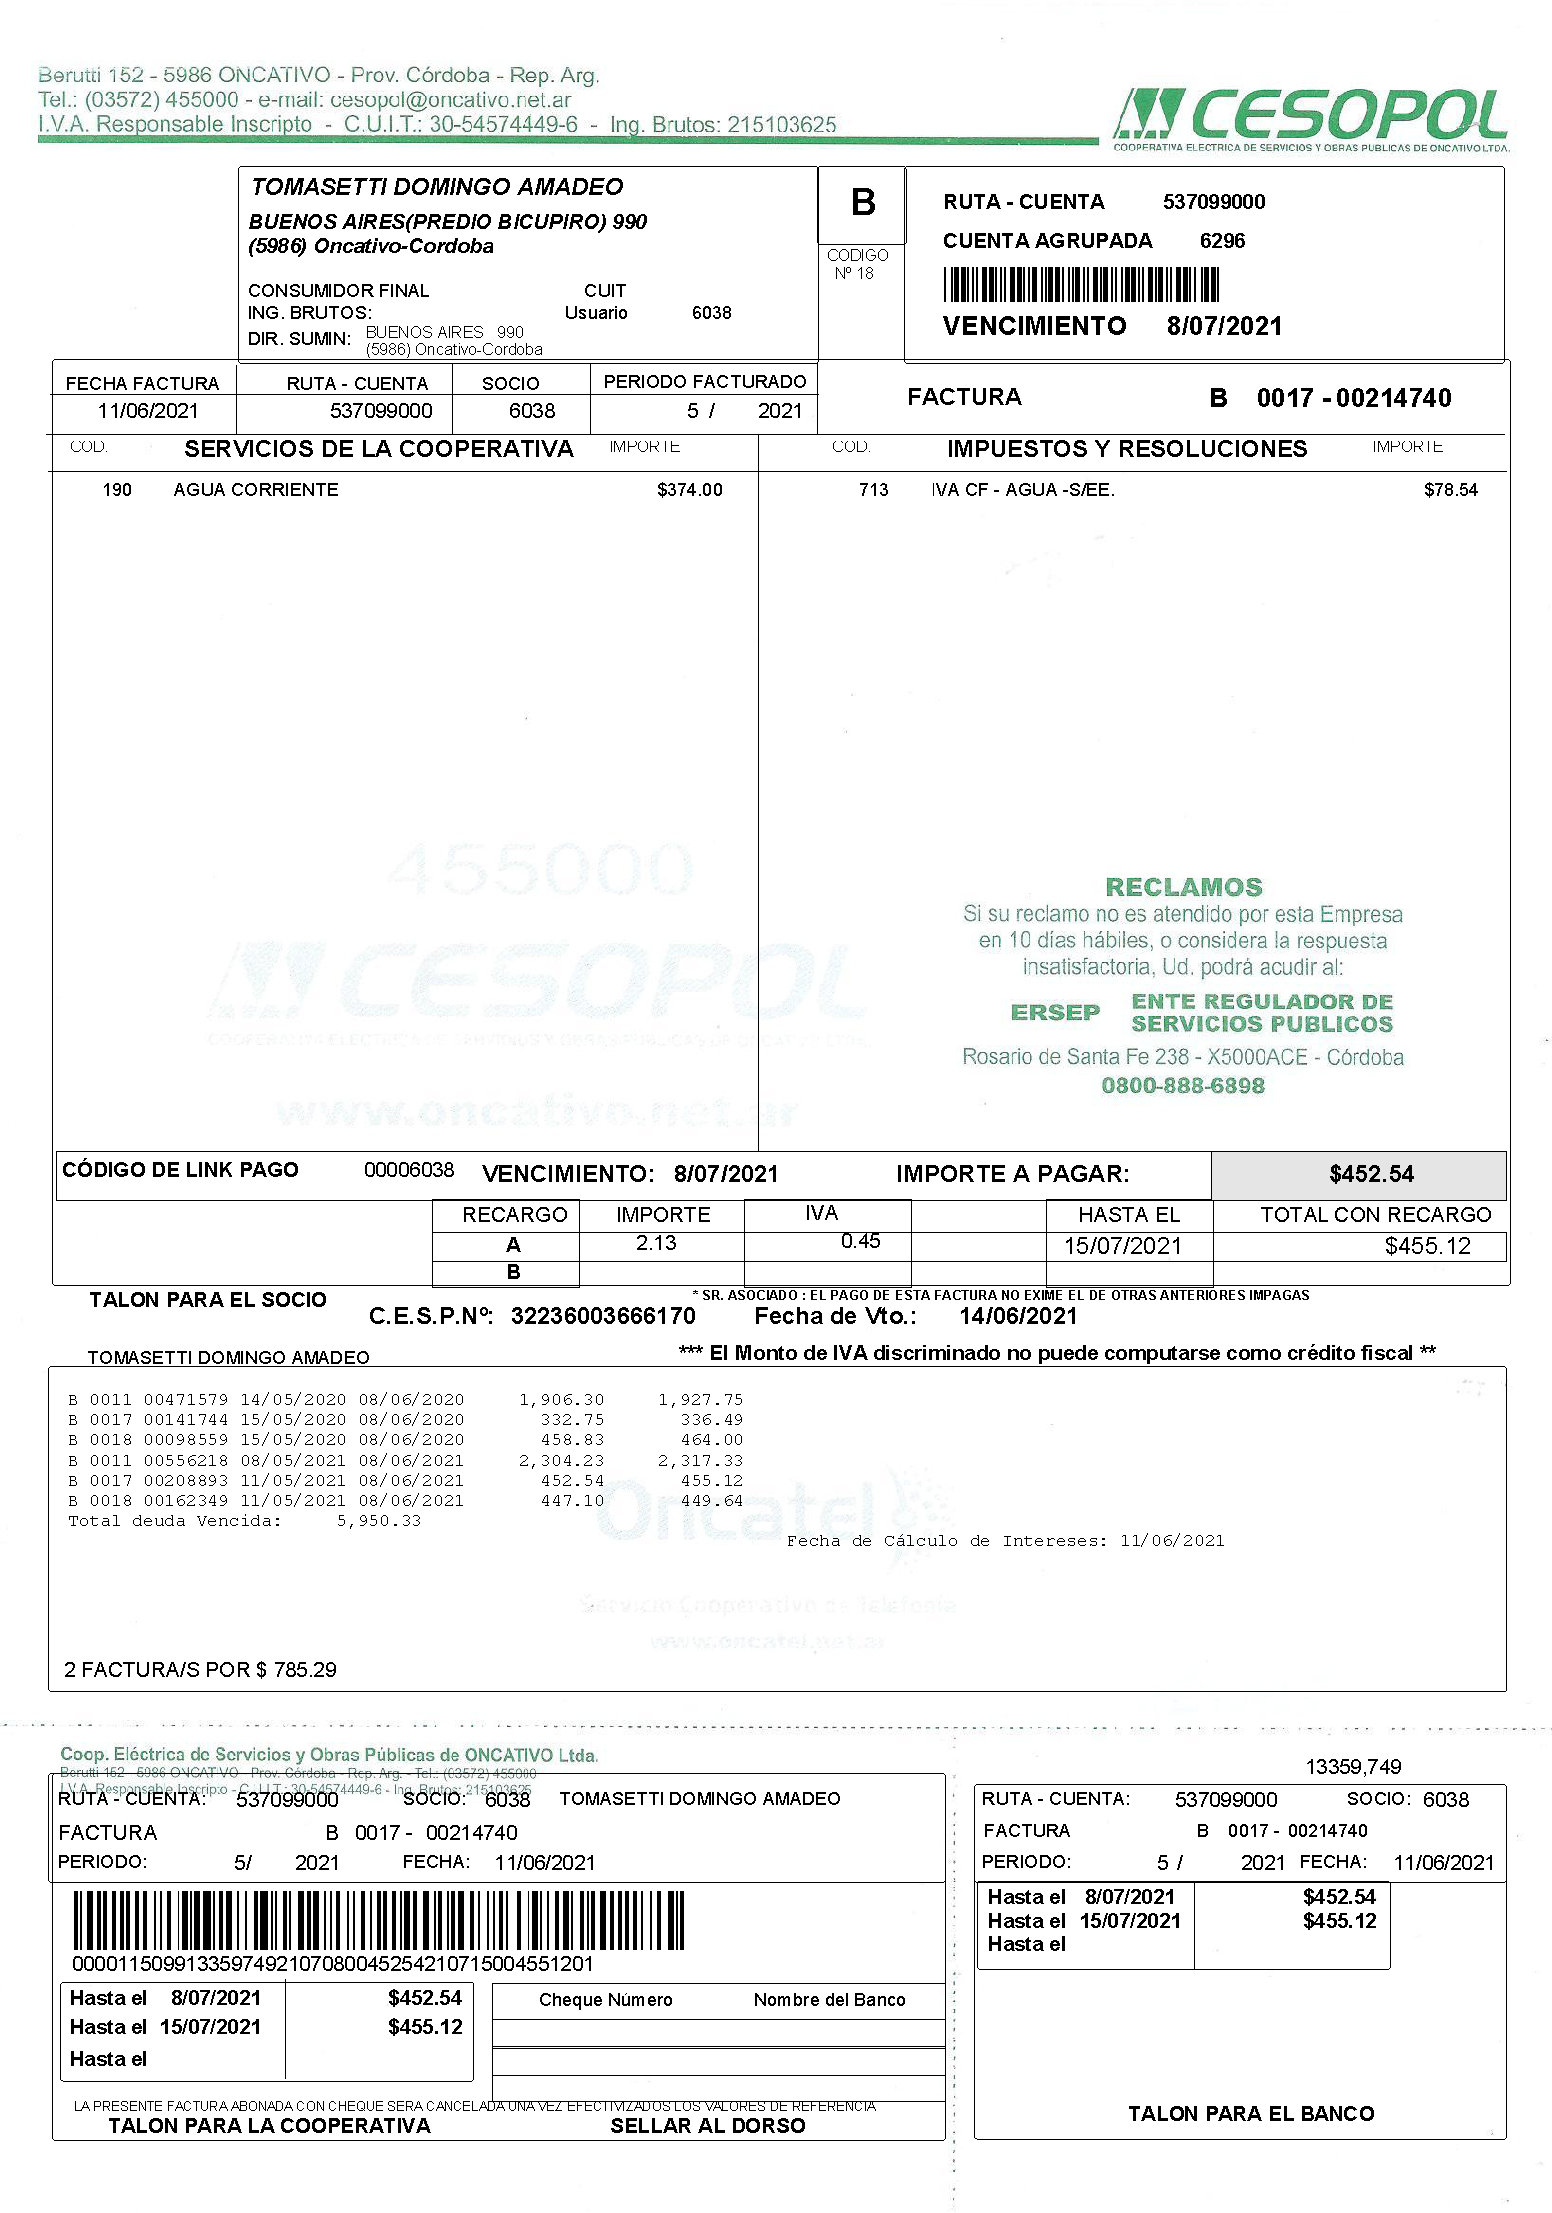 Berutti 152 - 5986 ONCATIVO - Prov. Córdoba - Rep. Arg.
Tel.: (03572) 455000 - e-mail: cesopol@oncativo.net.ar
I.V.A. Responsable Inscripto - C.U.I.T.: 30-54574449-6 - Ing. Brutos: 215103625
CESOPOL
COOPERATIVA ELECTRICA DE SERVICIOS Y OBRAS PUBLICAS DE ONCATIVO LTDA.
TOMASETTI DOMINGO AMADEO
BUENOS AIRES(PREDIO BICUPIRO) 990
(5986) Oncativo-Cordoba
CONSUMIDOR FINAL CUIT
ING. BRUTOS: Usuario 6038
DIR. SUMIN: BUENOS AIRES 990
(5986) Oncativo-Cordoba
B
CODIGO
Nº 18
RUTA - CUENTA 537099000
CUENTA AGRUPADA 6296
VENCIMIENTO 8/07/2021
FECHA FACTURA RUTA - CUENTA SOCIO PERIODO FACTURADO
11/06/2021 537099000 6038 5 / 2021
FACTURA B 0017 - 00214740
COD. SERVICIOS DE LA COOPERATIVA IMPORTE COD. IMPUESTOS Y RESOLUCIONES IMPORTE
190 AGUA CORRIENTE $374.00 713 IVA CF - AGUA -S/EE. $78.54
455000
CESOPOL
COOPERATIVA ELECTRICA DE SERVICIOS Y OBRAS PUBLICAS DE ONCATIVO LTDA.
www.oncativo.net.ar
RECLAMOS
Si su reclamo no es atendido por esta Empresa
en 10 días hábiles, o considera la respuesta
insatisfactoria, Ud. podrá acudir al:
ERSEP ENTE REGULADOR DE
SERVICIOS PUBLICOS
Rosario de Santa Fe 238 - X5000ACE - Córdoba
0800-888-6898
CÓDIGO DE LINK PAGO 00006038 VENCIMIENTO: 8/07/2021 IMPORTE A PAGAR: $452.54
RECARGO IMPORTE IVA HASTA EL TOTAL CON RECARGO
A 2.13 0.45 15/07/2021 $455.12
B
TALON PARA EL SOCIO * SR. ASOCIADO : EL PAGO DE ESTA FACTURA NO EXIME EL DE OTRAS ANTERIORES IMPAGAS
C.E.S.P.Nº: 32236003666170 Fecha de Vto.: 14/06/2021
TOMASETTI DOMINGO AMADEO *** El Monto de IVA discriminado no puede computarse como crédito fiscal **
B 0011 00471579 14/05/2020 08/06/2020 1,906.30 1,927.75
B 0017 00141744 15/05/2020 08/06/2020 332.75 336.49
B 0018 00098559 15/05/2020 08/06/2020 458.83 464.00
B 0011 00556218 08/05/2021 08/06/2021 2,304.23 2,317.33
B 0017 00208893 11/05/2021 08/06/2021 452.54 455.12
B 0018 00162349 11/05/2021 08/06/2021 447.10 449.64
Total deuda Vencida: 5,950.33
Oncatel
Fecha de Cálculo de Intereses: 11/06/2021
Servicio Cooperativo de Telefonía
www.oncatel.net.ar
2 FACTURA/S POR $ 785.29
Coop. Eléctrica de Servicios y Obras Públicas de ONCATIVO Ltda.
Berutti 152 - 5986 ONCATIVO - Prov. Córdoba - Rep. Arg. - Tel.: (03572) 455000
I.V.A. Responsable Inscripto - C.U.I.T.: 30-54574449-6 - Ing. Brutos: 215103625
RUTA - CUENTA: 537099000 SOCIO: 6038 TOMASETTI DOMINGO AMADEO
FACTURA B 0017 - 00214740
PERIODO: 5/ 2021 FECHA: 11/06/2021
0000115099133597492107080045254210715004551201
Hasta el 8/07/2021 $452.54
Hasta el 15/07/2021 $455.12
Hasta el
Cheque Número Nombre del Banco
LA PRESENTE FACTURA ABONADA CON CHEQUE SERA CANCELADA UNA VEZ EFECTIVIZADOS LOS VALORES DE REFERENCIA
TALON PARA LA COOPERATIVA SELLAR AL DORSO
13359,749
RUTA - CUENTA: 537099000 SOCIO: 6038
FACTURA B 0017 - 00214740
PERIODO: 5 / 2021 FECHA: 11/06/2021
Hasta el 8/07/2021 $452.54
Hasta el 15/07/2021 $455.12
Hasta el
TALON PARA EL BANCO